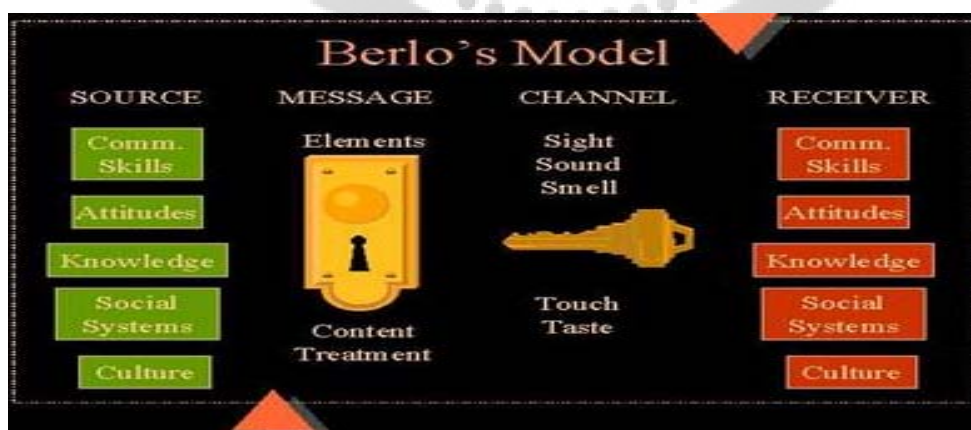 Berlo's Model
SOURCE
Comm.
Skills
Attitudes
Knowledge
Social
Systems
Culture
MESSAGE
Elements
Content
Treatment
CHANNEL
Sight
Sound
Smell
Touch
Taste
RECEIVER
Comm.
Skills
Attitudes
Knowledge
Social
Systems
Culture